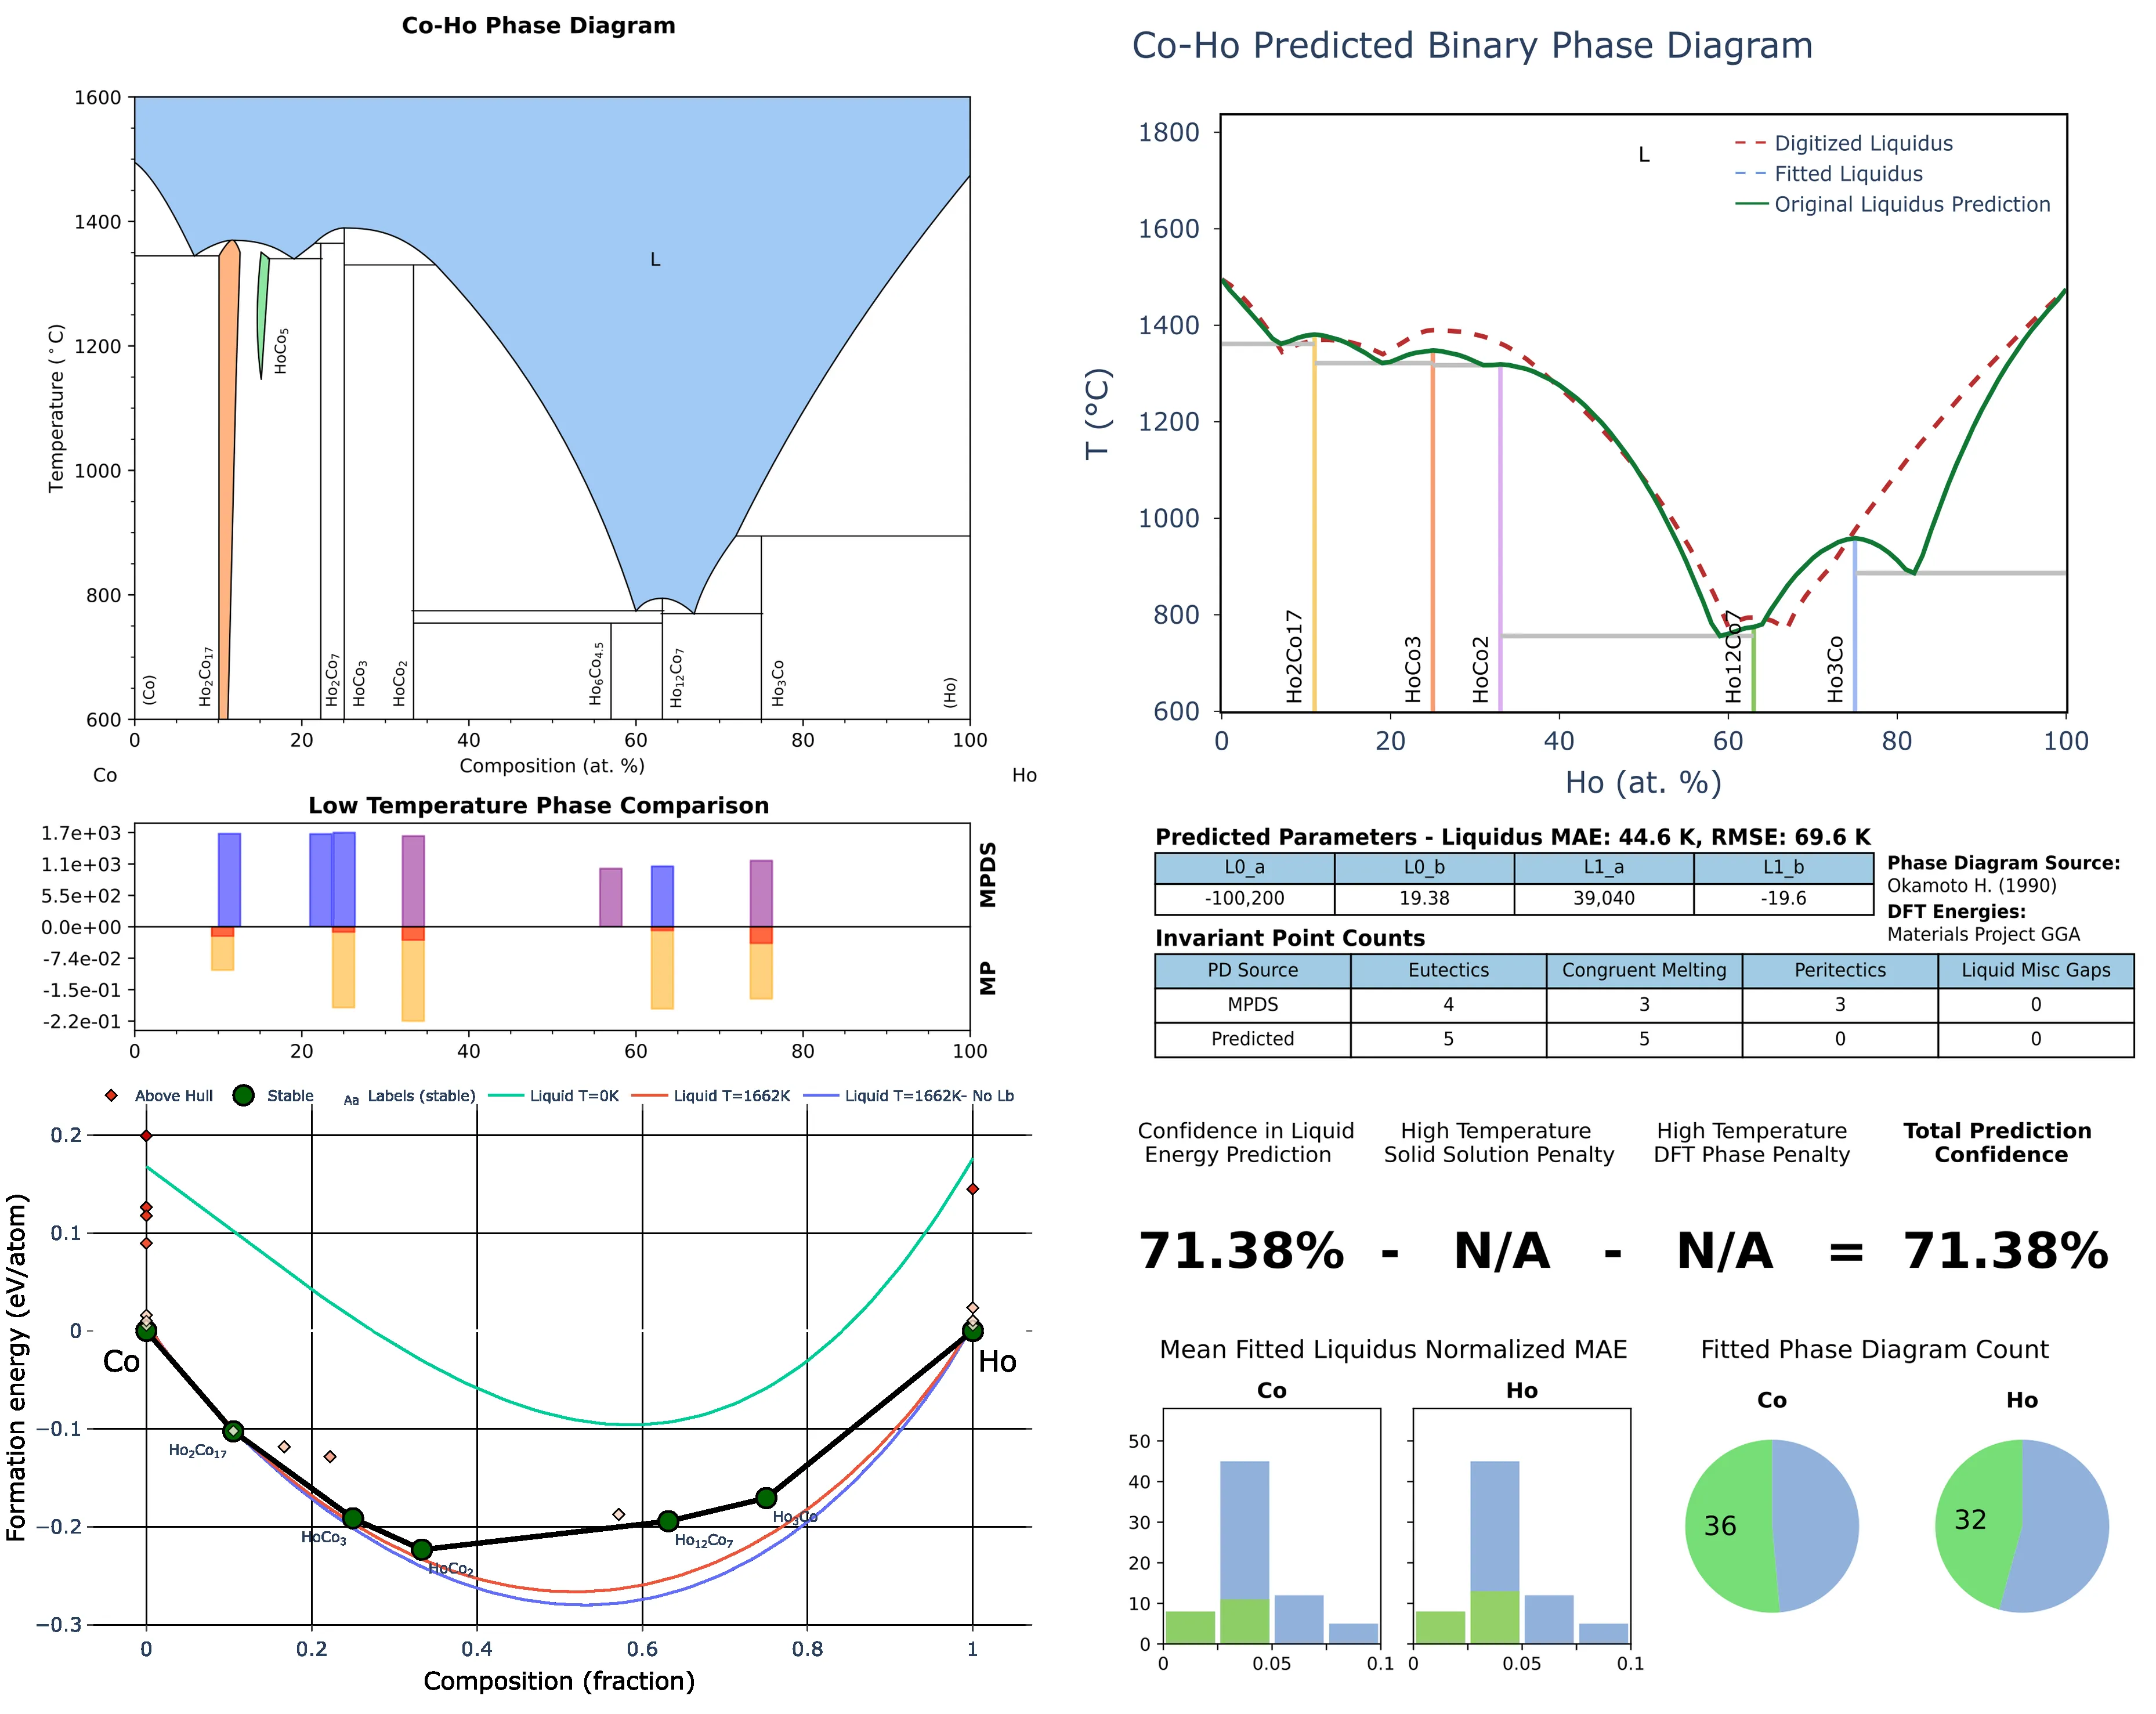 Co-Ho Phase Diagram
1600
1400
1200
1000
800
600
Temperature (°C)
L
HoCo5
(Co)
Ho2Co17
Ho2Co7
HoCo3
HoCo2
Ho6Co4.5
Ho12Co7
Ho3Co
(Ho)
0 20 40 60 80 100
Composition (at. %)
Co Ho
Low Temperature Phase Comparison
1.7e+03
1.1e+03
5.5e+02
0.0e+00
-7.4e-02
-1.5e-01
-2.2e-01
MPDS
MP
0 20 40 60 80 100
Above Hull Stable Aa Labels (stable) Liquid T=0K Liquid T=1662K Liquid T=1662K- No Lb
0.2
0.1
0
−0.1
−0.2
−0.3
Formation energy (eV/atom)
Co
Ho
Ho2Co17
HoCo3
HoCo2
Ho12Co7
Ho3Co
0 0.2 0.4 0.6 0.8 1
Composition (fraction)
Co-Ho Predicted Binary Phase Diagram
1800
1600
1400
1200
1000
800
600
T (°C)
L
Digitized Liquidus
Fitted Liquidus
Original Liquidus Prediction
Ho2Co17
HoCo3
HoCo2
Ho12Co7
Ho3Co
0 20 40 60 80 100
Ho (at. %)
Predicted Parameters - Liquidus MAE: 44.6 K, RMSE: 69.6 K
L0_a L0_b L1_a L1_b
-100,200 19.38 39,040 -19.6
Phase Diagram Source:
Okamoto H. (1990)
DFT Energies:
Materials Project GGA
Invariant Point Counts
PD Source Eutectics Congruent Melting Peritectics Liquid Misc Gaps
MPDS 4 3 3 0
Predicted 5 5 0 0
Confidence in Liquid
Energy Prediction
High Temperature
Solid Solution Penalty
High Temperature
DFT Phase Penalty
Total Prediction
Confidence
71.38% - N/A - N/A = 71.38%
Mean Fitted Liquidus Normalized MAE
Co
Ho
50
40
30
20
10
0
0 0.05 0.1
0 0.05 0.1
Fitted Phase Diagram Count
Co
Ho
36
32